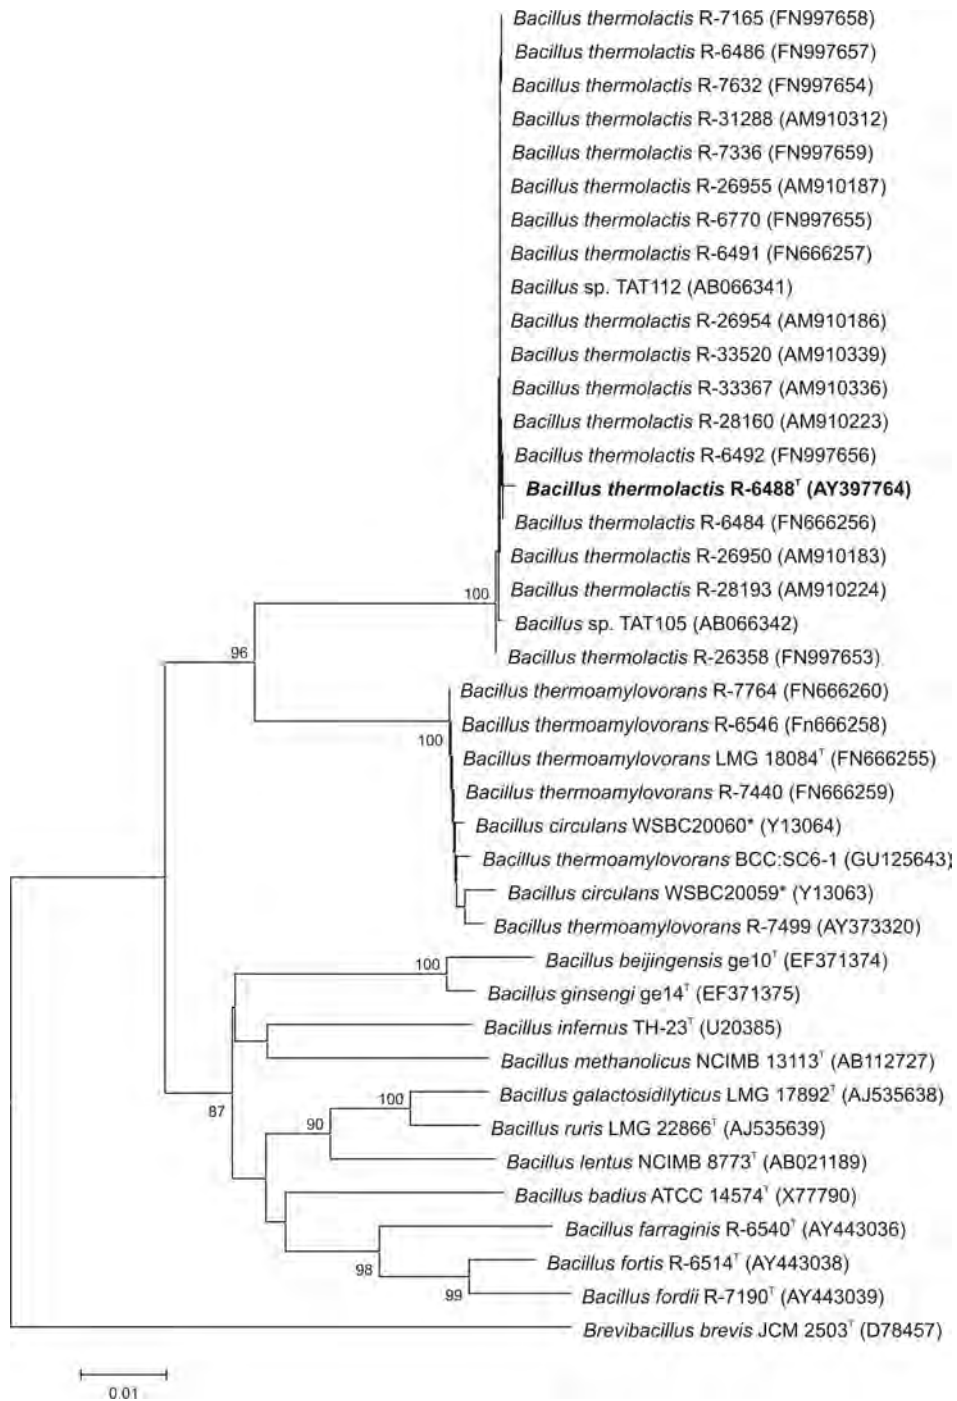 Bacillus thermolactis R-7165 (FN997658)
Bacillus thermolactis R-6486 (FN997657)
Bacillus thermolactis R-7632 (FN997654)
Bacillus thermolactis R-31288 (AM910312)
Bacillus thermolactis R-7336 (FN997659)
Bacillus thermolactis R-26955 (AM910187)
Bacillus thermolactis R-6770 (FN997655)
Bacillus thermolactis R-6491 (FN666257)
Bacillus sp. TAT112 (AB066341)
Bacillus thermolactis R-26954 (AM910186)
Bacillus thermolactis R-33520 (AM910339)
Bacillus thermolactis R-33367 (AM910336)
Bacillus thermolactis R-28160 (AM910223)
Bacillus thermolactis R-6492 (FN997656)
Bacillus thermolactis R-6488ᵀ (AY397764)
Bacillus thermolactis R-6484 (FN666256)
Bacillus thermolactis R-26950 (AM910183)
Bacillus thermolactis R-28193 (AM910224)
100
Bacillus sp. TAT105 (AB066342)
96
Bacillus thermolactis R-26358 (FN997653)
Bacillus thermoamylovorans R-7764 (FN666260)
Bacillus thermoamylovorans R-6546 (Fn666258)
100
Bacillus thermoamylovorans LMG 18084ᵀ (FN666255)
Bacillus thermoamylovorans R-7440 (FN666259)
Bacillus circulans WSBC20060* (Y13064)
Bacillus thermoamylovorans BCC:SC6-1 (GU125643)
Bacillus circulans WSBC20059* (Y13063)
Bacillus thermoamylovorans R-7499 (AY373320)
100
Bacillus beijingensis ge10ᵀ (EF371374)
Bacillus ginsengi ge14ᵀ (EF371375)
Bacillus infernus TH-23ᵀ (U20385)
Bacillus methanolicus NCIMB 13113ᵀ (AB112727)
100
Bacillus galactosidilyticus LMG 17892ᵀ (AJ535638)
87
90
Bacillus ruris LMG 22866ᵀ (AJ535639)
Bacillus lentus NCIMB 8773ᵀ (AB021189)
Bacillus badius ATCC 14574ᵀ (X77790)
Bacillus farraginis R-6540ᵀ (AY443036)
98
Bacillus fortis R-6514ᵀ (AY443038)
99
Bacillus fordii R-7190ᵀ (AY443039)
Brevibacillus brevis JCM 2503ᵀ (D78457)
0.01